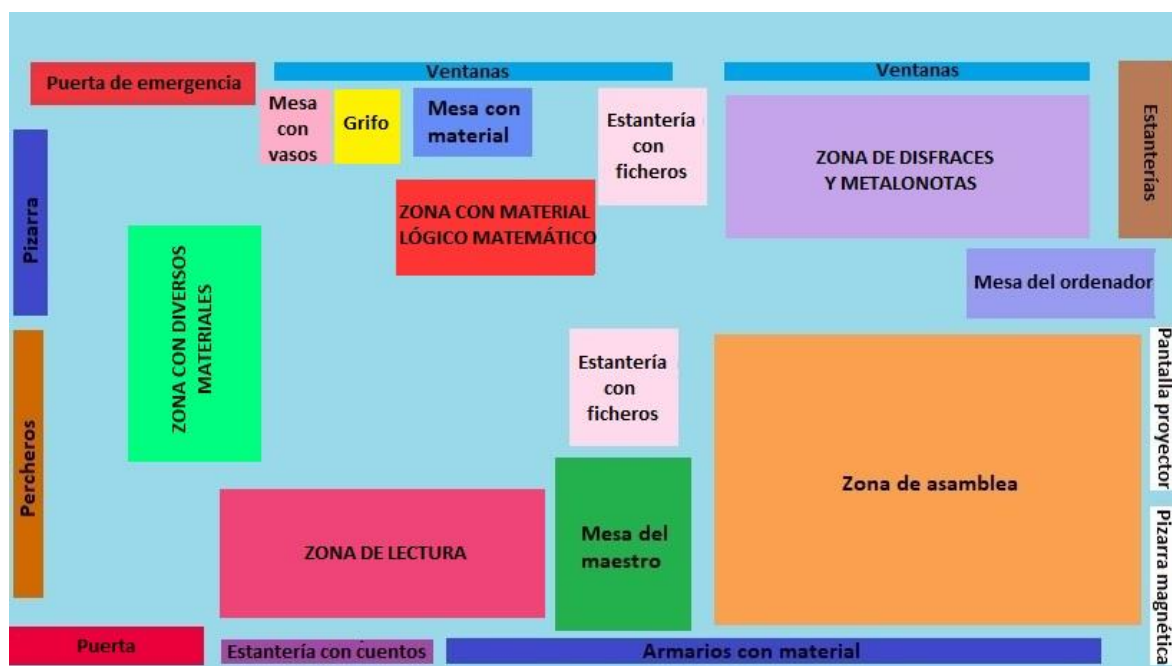 Puerta de emergencia
Ventanas
Ventanas
Mesa
con
vasos
Grifo
Mesa con
material
Estantería
con
ficheros
ZONA DE DISFRACES
Y METALONOTAS
Estanterías
Pizarra
ZONA CON MATERIAL
LÓGICO MATEMÁTICO
ZONA CON DIVERSOS
MATERIALES
Mesa del ordenador
Percheros
Estantería
con
ficheros
Zona de asamblea
Pantalla proyector
ZONA DE LECTURA
Mesa del
maestro
Pizarra magnética
Puerta
Estantería con cuentos
Armarios con material